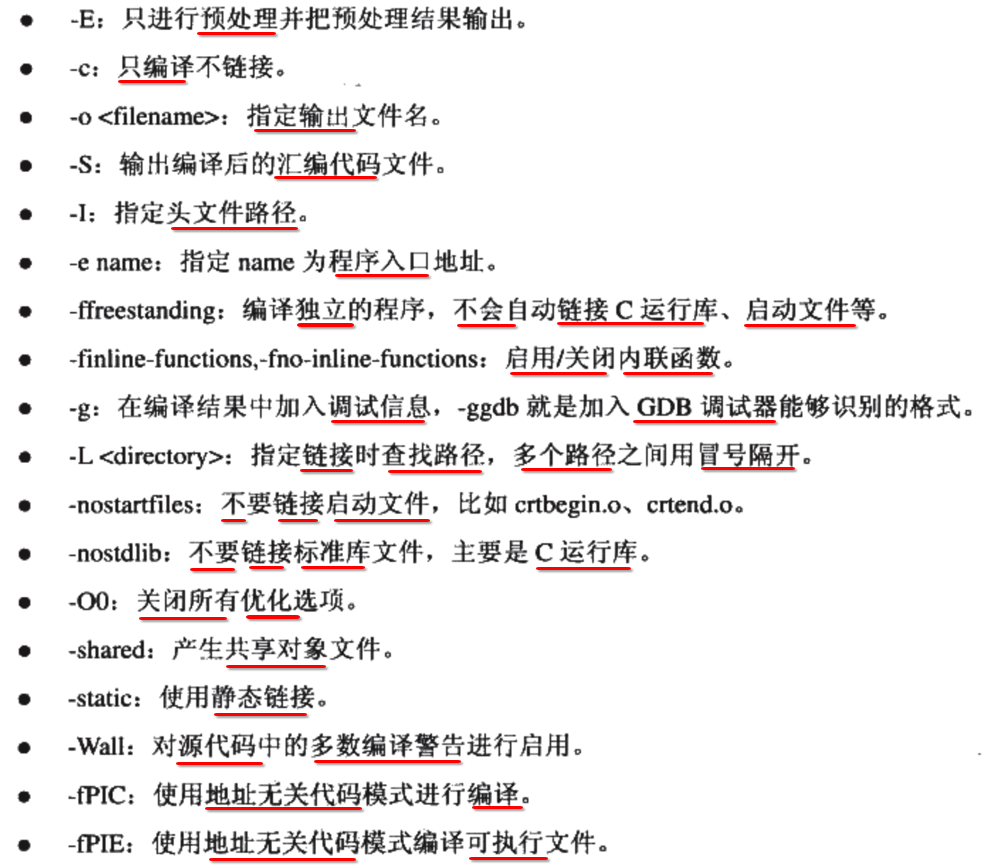 ● -E：只进行预处理并把预处理结果输出。
● -c：只编译不链接。
● -o <filename>：指定输出文件名。
● -S：输出编译后的汇编代码文件。
● -I：指定头文件路径。
● -e name：指定 name 为程序入口地址。
● -ffreestanding：编译独立的程序，不会自动链接 C 运行库、启动文件等。
● -finline-functions,-fno-inline-functions：启用/关闭内联函数。
● -g：在编译结果中加入调试信息，-ggdb 就是加入 GDB 调试器能够识别的格式。
● -L <directory>：指定链接时查找路径，多个路径之间用冒号隔开。
● -nostartfiles：不要链接启动文件，比如 crtbegin.o、crtend.o。
● -nostdlib：不要链接标准库文件，主要是 C 运行库。
● -O0：关闭所有优化选项。
● -shared：产生共享对象文件。
● -static：使用静态链接。
● -Wall：对源代码中的多数编译警告进行启用。
● -fPIC：使用地址无关代码模式进行编译。
● -fPIE：使用地址无关代码模式编译可执行文件。